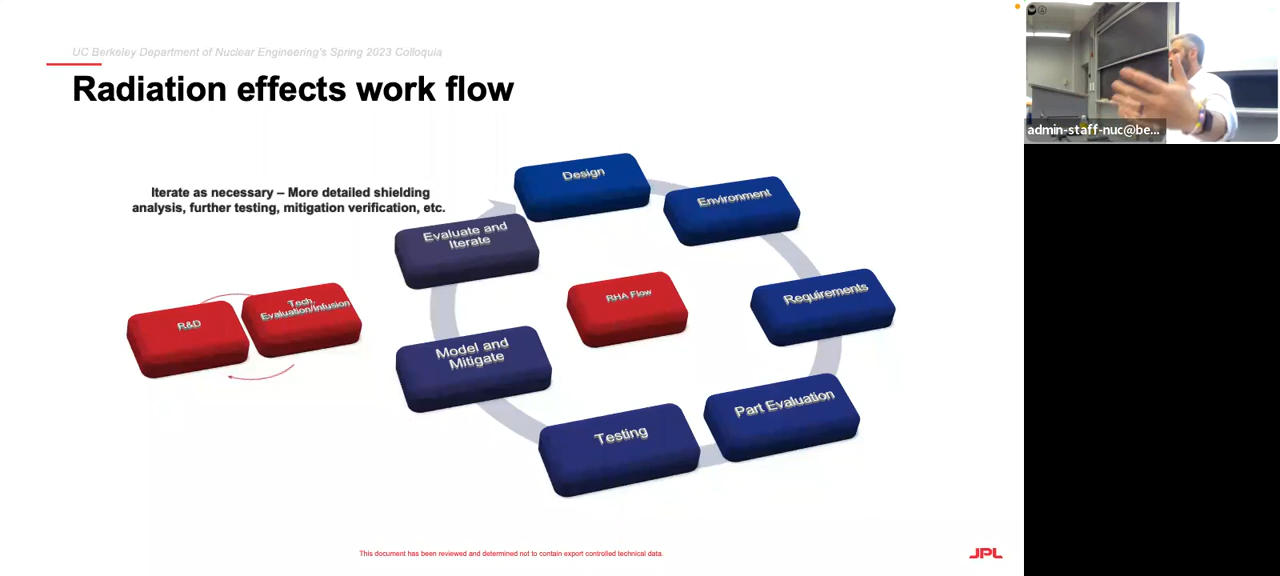 UC Berkeley Department of Nuclear Engineering's Spring 2023 Colloquia
Radiation effects work flow
Iterate as necessary – More detailed shielding
analysis, further testing, mitigation verification, etc.
Design
Environment
Requirements
Part Evaluation
Testing
Model and
Mitigate
Evaluate and
Iterate
RHA Flow
R&D
Tech.
Evaluation/Infusion
This document has been reviewed and determined not to contain export controlled technical data.
JPL
admin-staff-nuc@be...